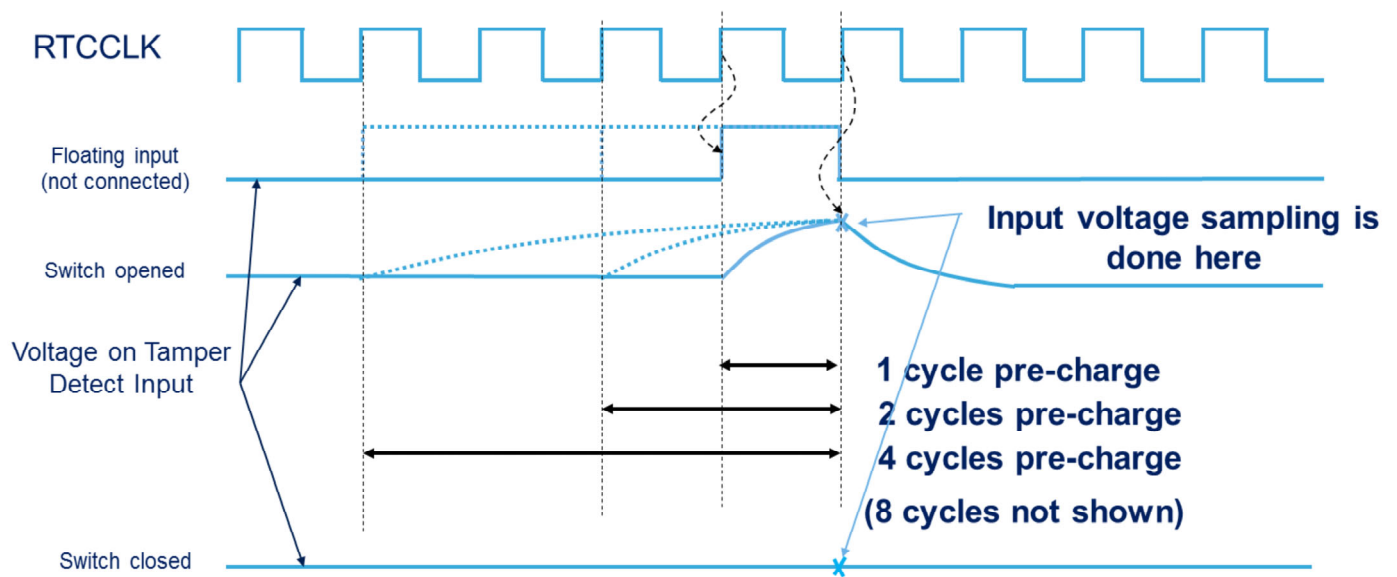 RTCCLK
Floating input
(not connected)
Input voltage sampling is
done here
Switch opened
Voltage on Tamper
Detect Input
1 cycle pre-charge
2 cycles pre-charge
4 cycles pre-charge
(8 cycles not shown)
Switch closed